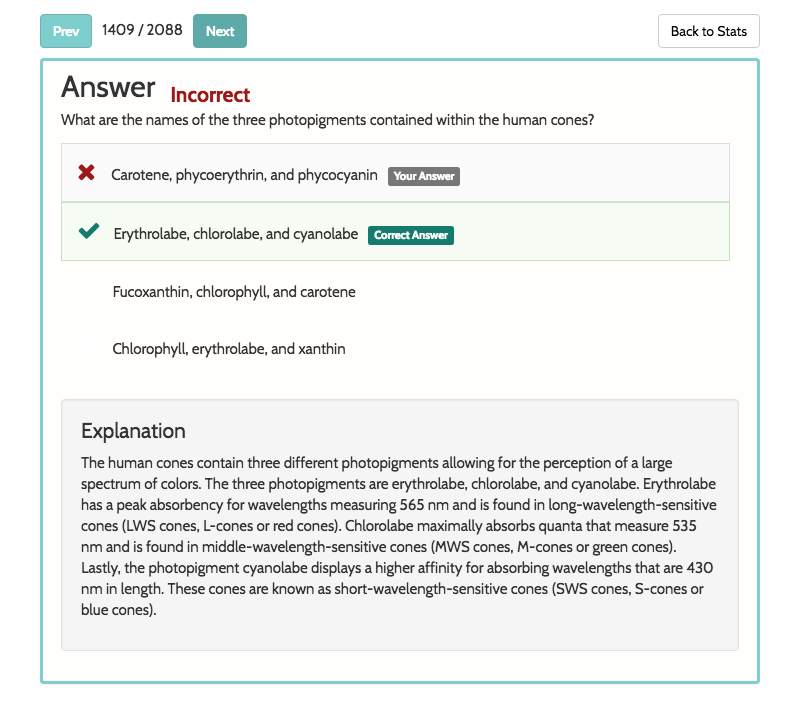 Prev 1409 / 2088 Next Back to Stats
Answer Incorrect
What are the names of the three photopigments contained within the human cones?
Carotene, phycoerythrin, and phycocyanin Your Answer
Erythrolabe, chlorolabe, and cyanolabe Correct Answer
Fucoxanthin, chlorophyll, and carotene
Chlorophyll, erythrolabe, and xanthin
Explanation
The human cones contain three different photopigments allowing for the perception of a large
spectrum of colors. The three photopigments are erythrolabe, chlorolabe, and cyanolabe. Erythrolabe
has a peak absorbency for wavelengths measuring 565 nm and is found in long-wavelength-sensitive
cones (LWS cones, L-cones or red cones). Chlorolabe maximally absorbs quanta that measure 535
nm and is found in middle-wavelength-sensitive cones (MWS cones, M-cones or green cones).
Lastly, the photopigment cyanolabe displays a higher affinity for absorbing wavelengths that are 430
nm in length. These cones are known as short-wavelength-sensitive cones (SWS cones, S-cones or
blue cones).